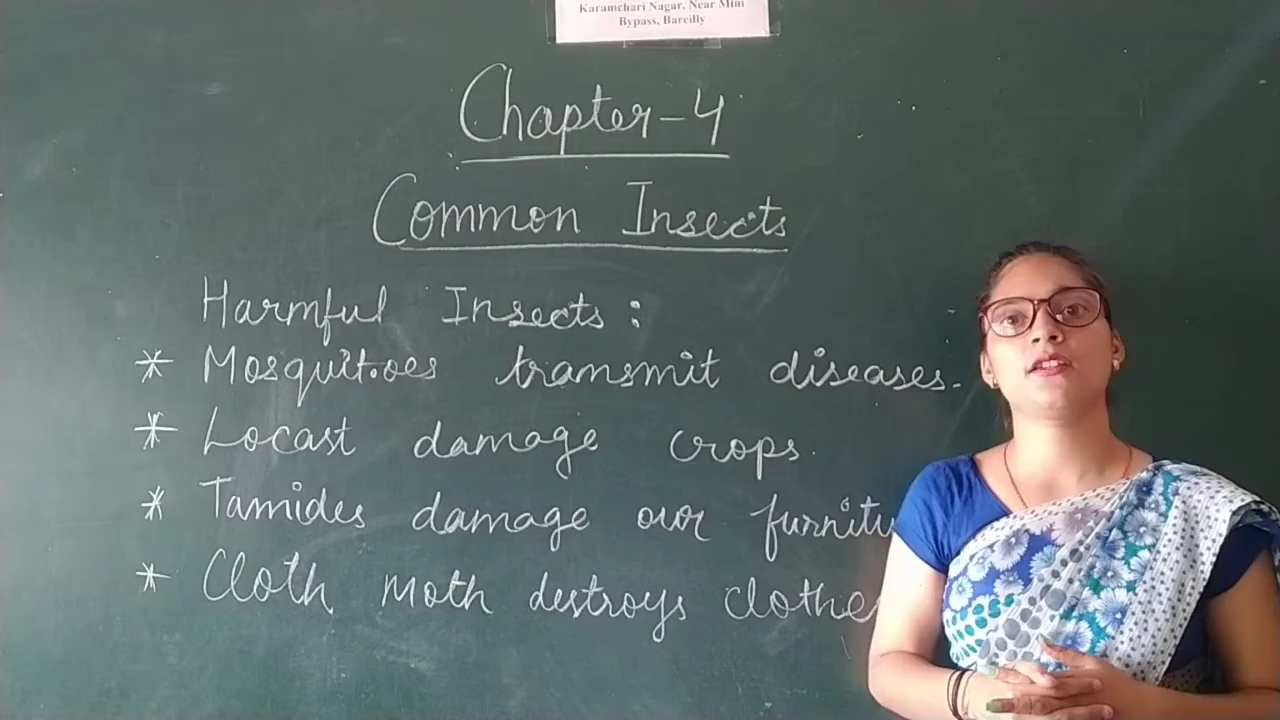 Karamchari Nagar, Near Mini
Bypass, Bareilly
Chapter-4
Common Insects
Harmful Insects:
* Mosquitoes transmit diseases.
* Locast damage crops.
* Tamides damage our furnitu
* Cloth Moth destroys clothe